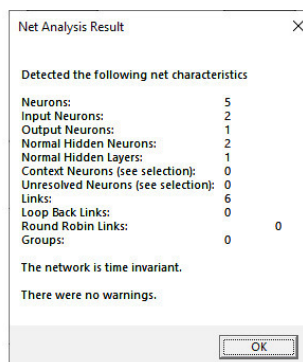 Net Analysis Result
Detected the following net characteristics
Neurons: 5
Input Neurons: 2
Output Neurons: 1
Normal Hidden Neurons: 2
Normal Hidden Layers: 1
Context Neurons (see selection): 0
Unresolved Neurons (see selection): 0
Links: 6
Loop Back Links: 0
Round Robin Links: 0
Groups: 0
The network is time invariant.
There were no warnings.
OK